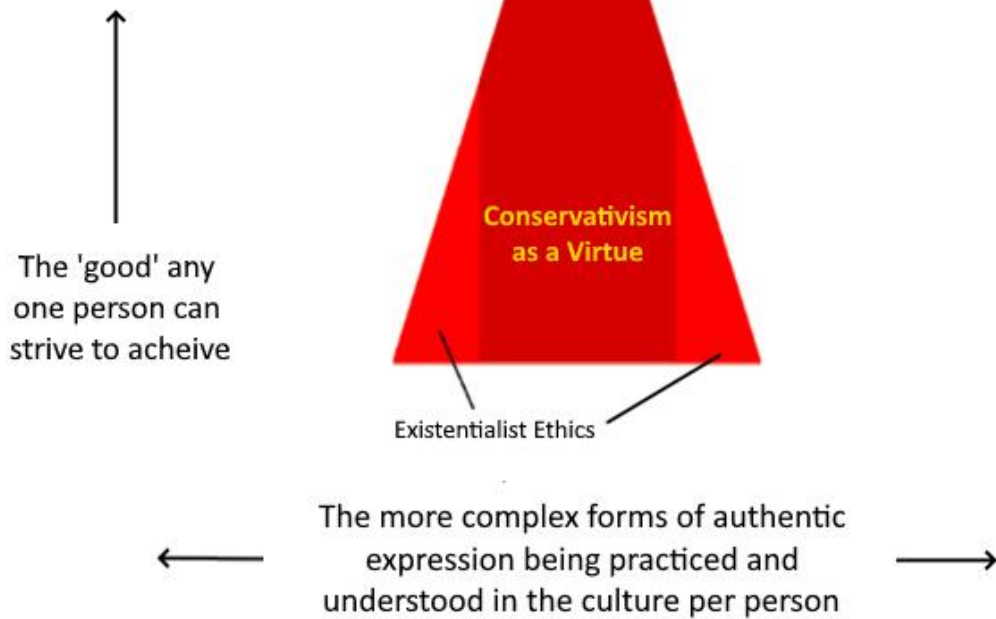 Conservativism
as a Virtue
The 'good' any
one person can
strive to acheive
Existentialist Ethics
The more complex forms of authentic
expression being practiced and
understood in the culture per person